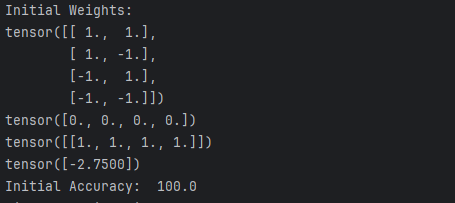 Initial Weights:
tensor([[ 1.,  1.],
        [ 1., -1.],
        [-1.,  1.],
        [-1., -1.]])
tensor([0., 0., 0., 0.])
tensor([[1., 1., 1., 1.]])
tensor([-2.7500])
Initial Accuracy:  100.0